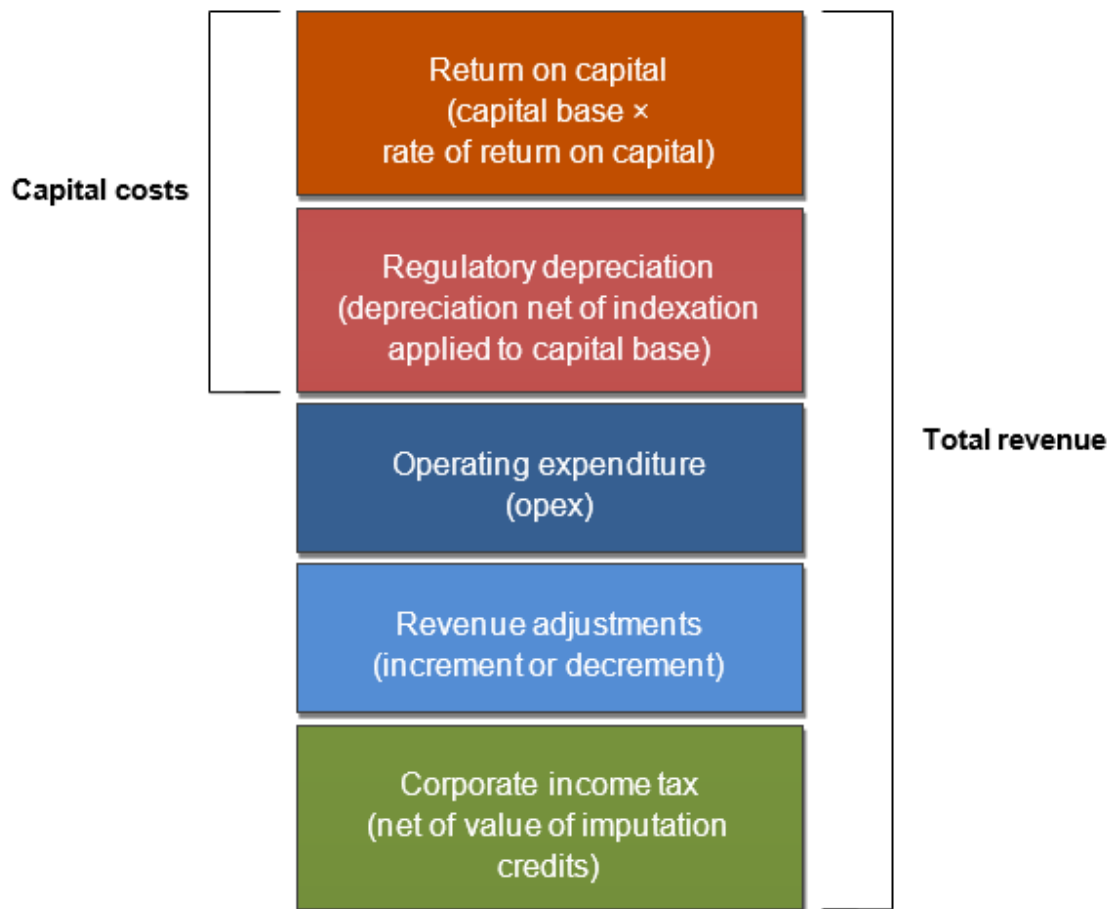 Return on capital
(capital base ×
rate of return on capital)
Capital costs
Regulatory depreciation
(depreciation net of indexation
applied to capital base)
Operating expenditure
(opex)
Total revenue
Revenue adjustments
(increment or decrement)
Corporate income tax
(net of value of imputation
credits)